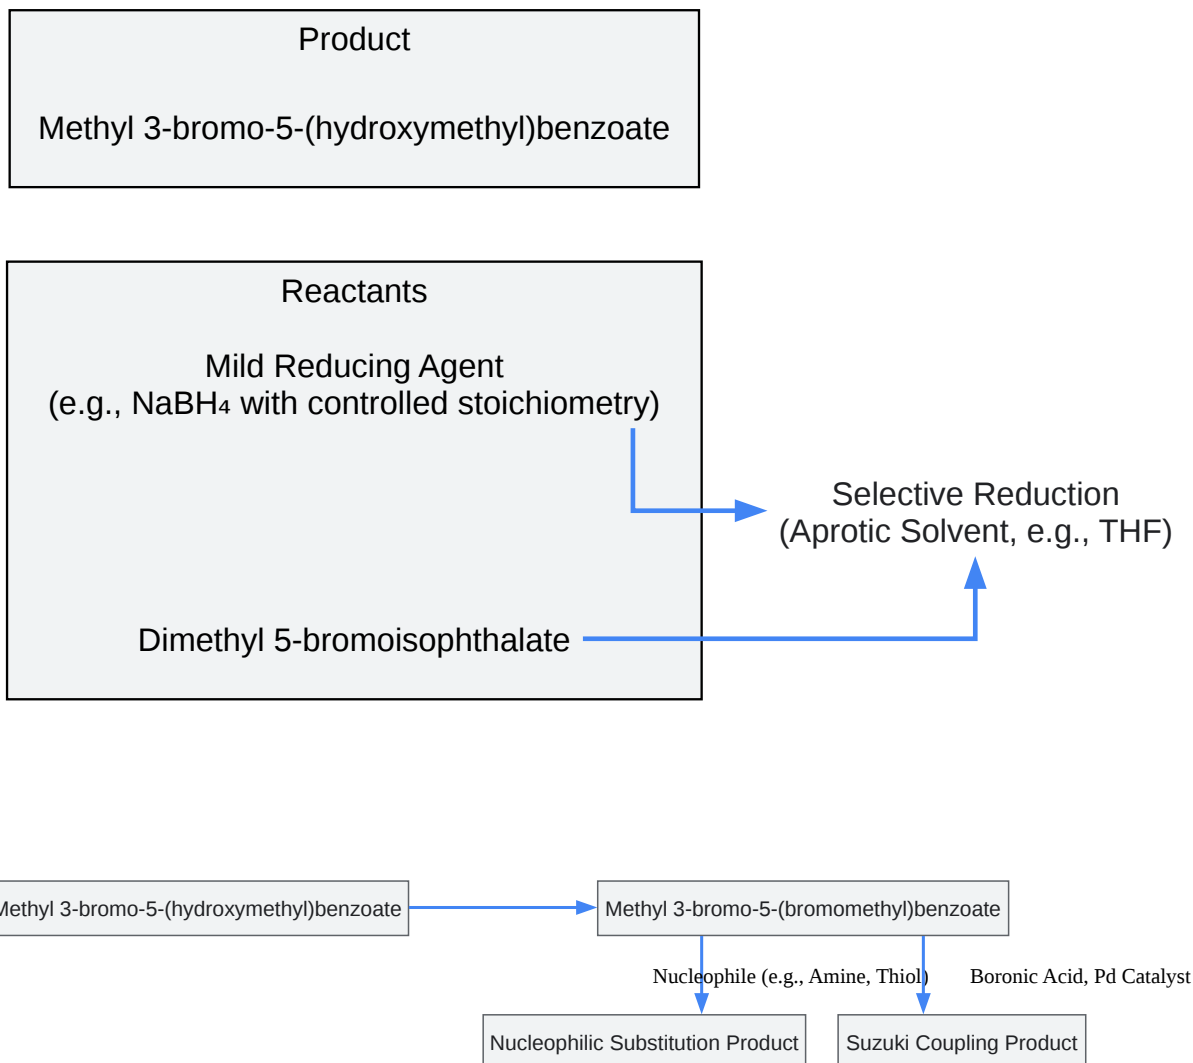 Product
Methyl 3-bromo-5-(hydroxymethyl)benzoate
Reactants
Mild Reducing Agent
(e.g., NaBH₄ with controlled stoichiometry)
Selective Reduction
(Aprotic Solvent, e.g., THF)
Dimethyl 5-bromoisophthalate
Methyl 3-bromo-5-(hydroxymethyl)benzoate
Methyl 3-bromo-5-(bromomethyl)benzoate
Nucleophile (e.g., Amine, Thiol)
Boronic Acid, Pd Catalyst
Nucleophilic Substitution Product
Suzuki Coupling Product